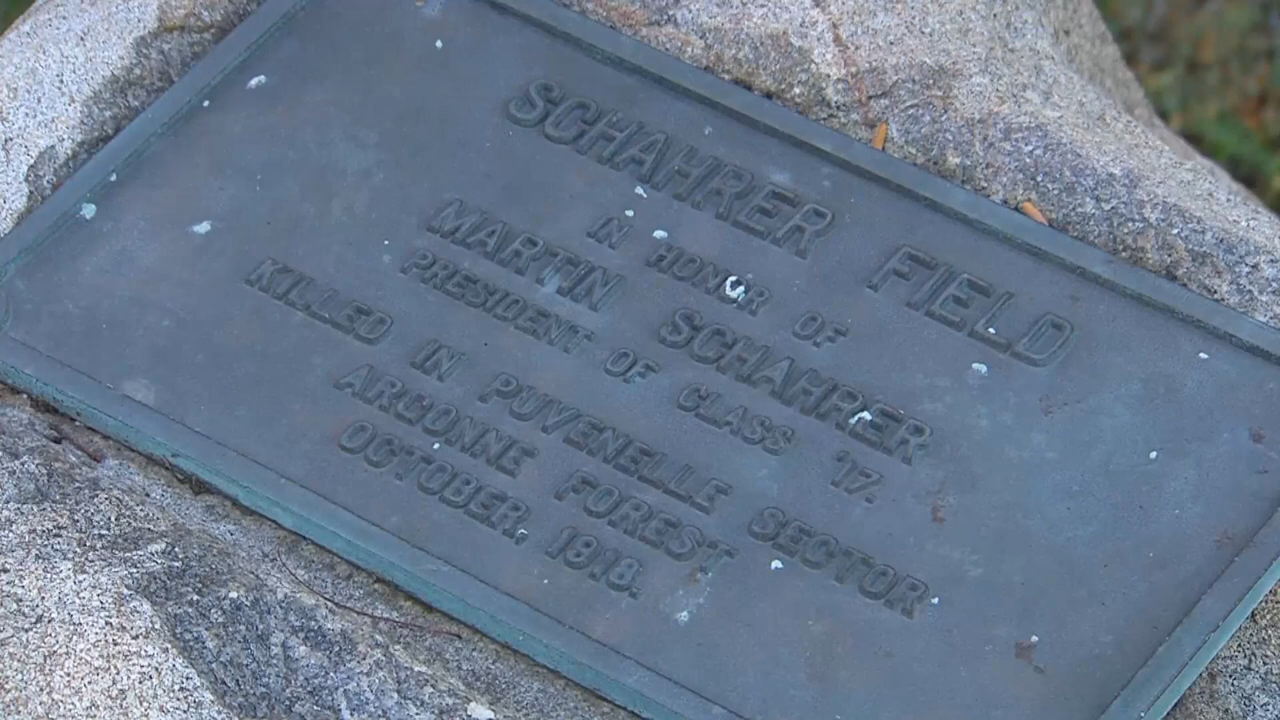 SCHAHRER FIELD
IN HONOR OF
MARTIN SCHAHRER
PRESIDENT OF CLASS '17.
KILLED IN PUVENELLE SECTOR
ARGONNE FOREST
OCTOBER, 1918.